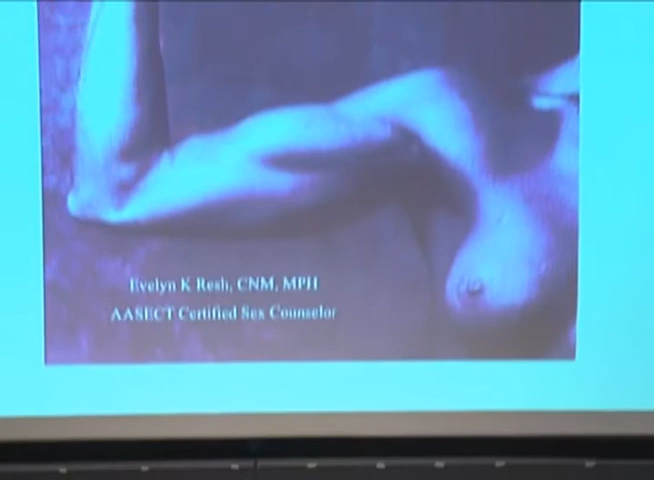 Evelyn K Resh, CNM, MPH
AASECT Certified Sex Counselor